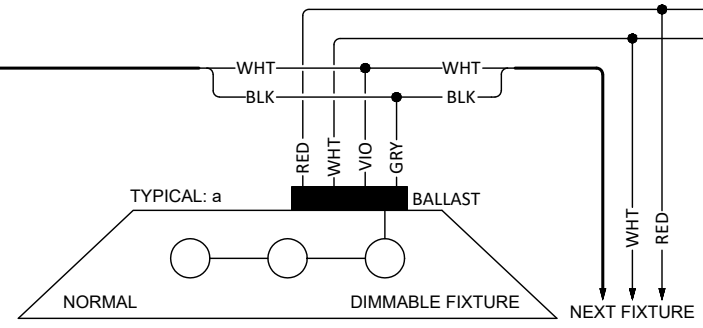 WHT WHT
BLK BLK
RED
WHT
VIO
GRY
TYPICAL: a
BALLAST
WHT
RED
NORMAL
DIMMABLE FIXTURE
NEXT FIXTURE